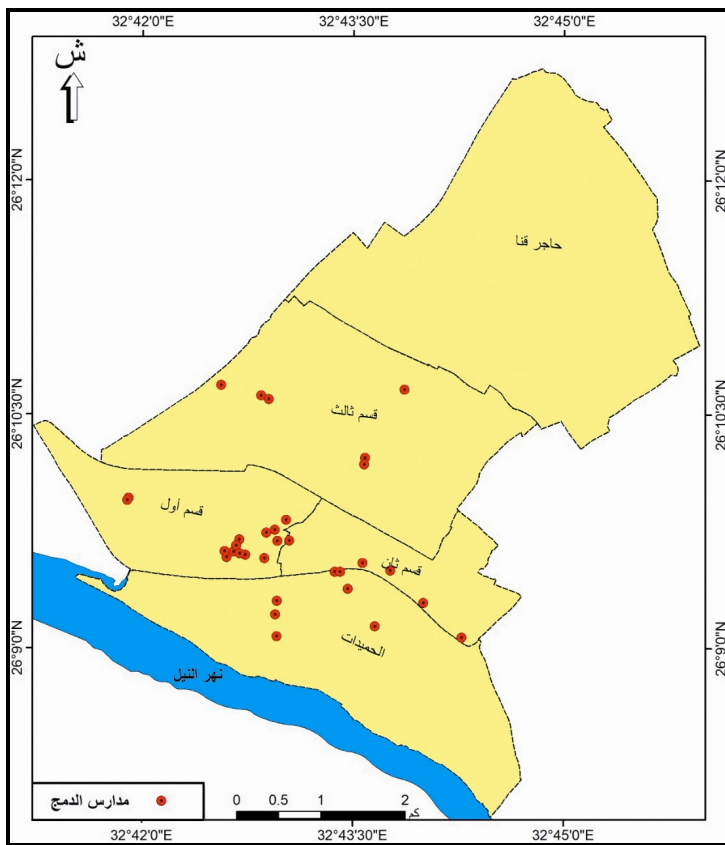 32°42'0"E 32°43'30"E 32°45'0"E
ش
26°12'0"N 26°12'0"N
حاجر قنا
26°10'30"N 26°10'30"N
قسم ثالث
قسم أول
قسم ثان
26°9'0"N 26°9'0"N
الحميدات
نهر النيل
مدارس الدمج
0 0.5 1 2
كم
32°42'0"E 32°43'30"E 32°45'0"E